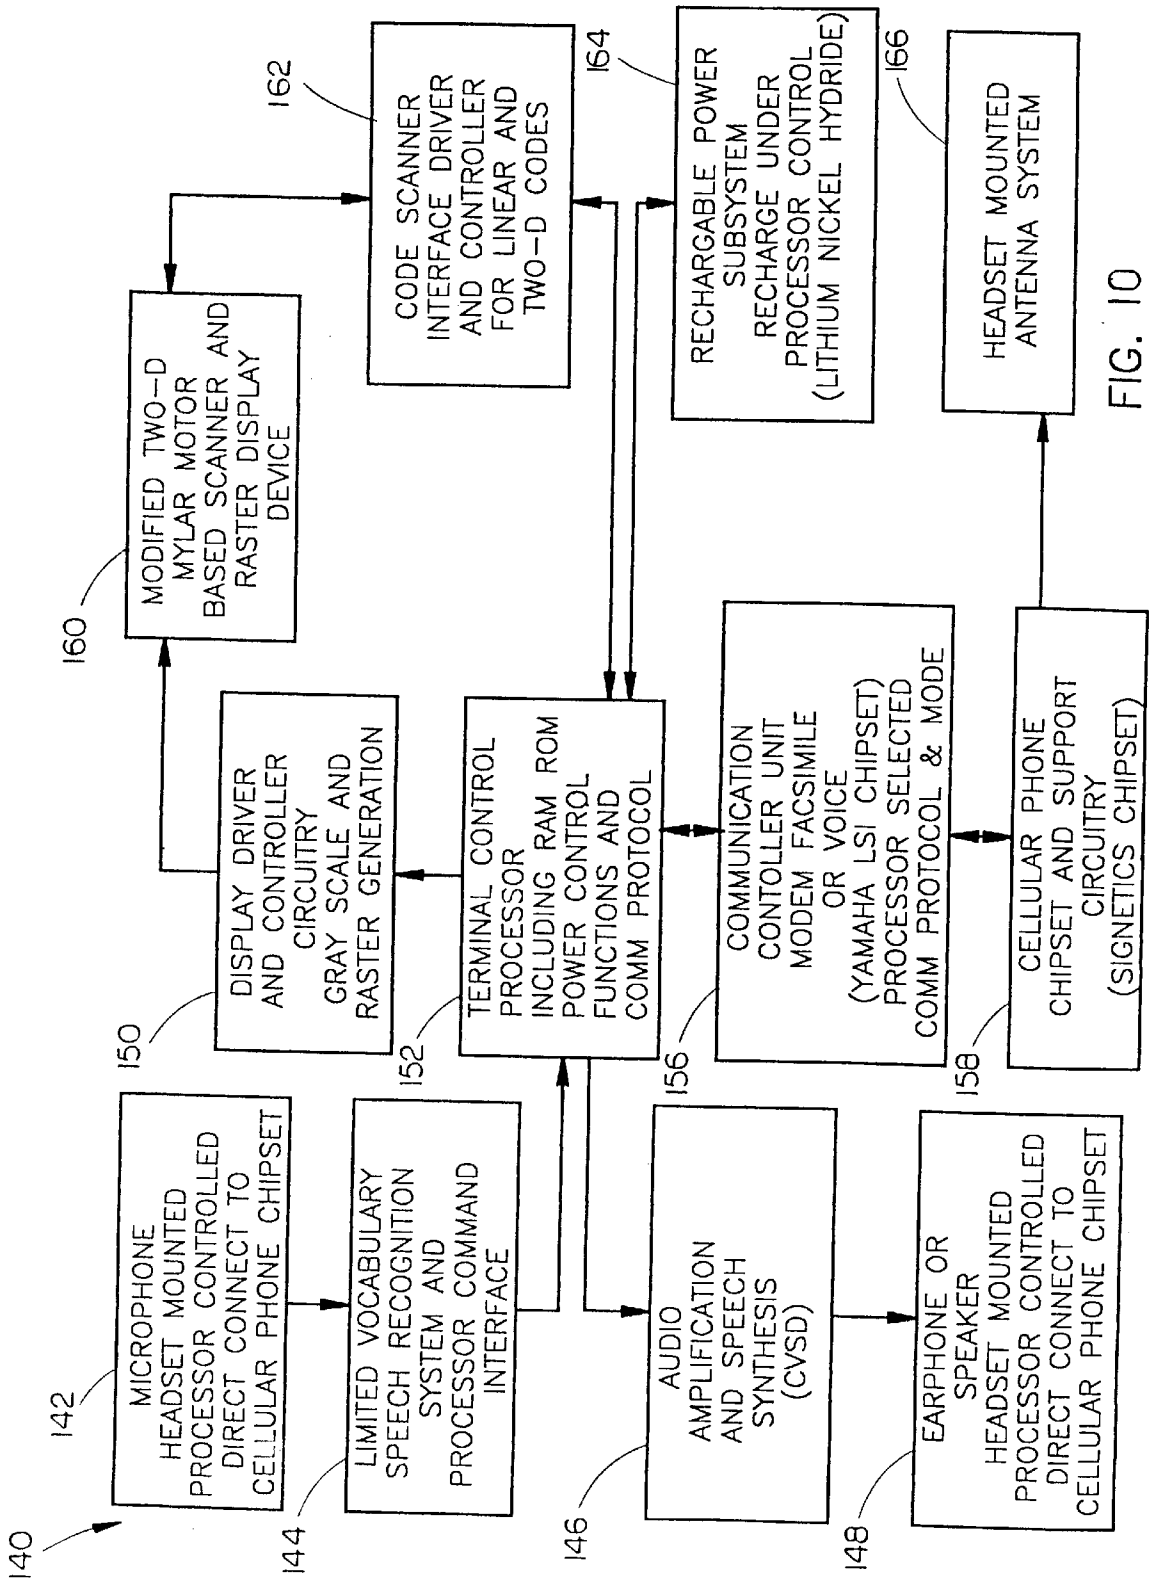 140
142
MICROPHONE
HEADSET MOUNTED
PROCESSOR CONTROLLED
DIRECT CONNECT TO
CELLULAR PHONE CHIPSET
144
LIMITED VOCABULARY
SPEECH RECOGNITION
SYSTEM AND
PROCESSOR COMMAND
INTERFACE
146
AUDIO
AMPLIFICATION
AND SPEECH
SYNTHESIS
(CVSD)
148
EARPHONE OR
SPEAKER
HEADSET MOUNTED
PROCESSOR CONTROLLED
DIRECT CONNECT TO
CELLULAR PHONE CHIPSET
150
DISPLAY DRIVER
AND CONTROLLER
CIRCUITRY
GRAY SCALE AND
RASTER GENERATION
152
TERMINAL CONTROL
PROCESSOR
INCLUDING RAM ROM
POWER CONTROL
FUNCTIONS AND
COMM PROTOCOL
156
COMMUNICATION
CONTOLLER UNIT
MODEM FACSIMILE
OR VOICE
(YAMAHA LSI CHIPSET)
PROCESSOR SELECTED
COMM PROTOCOL & MODE
158
CELLULAR PHONE
CHIPSET AND SUPPORT
CIRCUITRY
(SIGNETICS CHIPSET)
160
MODIFIED TWO-D
MYLAR MOTOR
BASED SCANNER AND
RASTER DISPLAY
DEVICE
162
CODE SCANNER
INTERFACE DRIVER
AND CONTROLLER
FOR LINEAR AND
TWO-D CODES
164
RECHARGABLE POWER
SUBSYSTEM
RECHARGE UNDER
PROCESSOR CONTROL
(LITHIUM NICKEL HYDRIDE)
166
HEADSET MOUNTED
ANTENNA SYSTEM
FIG. 10